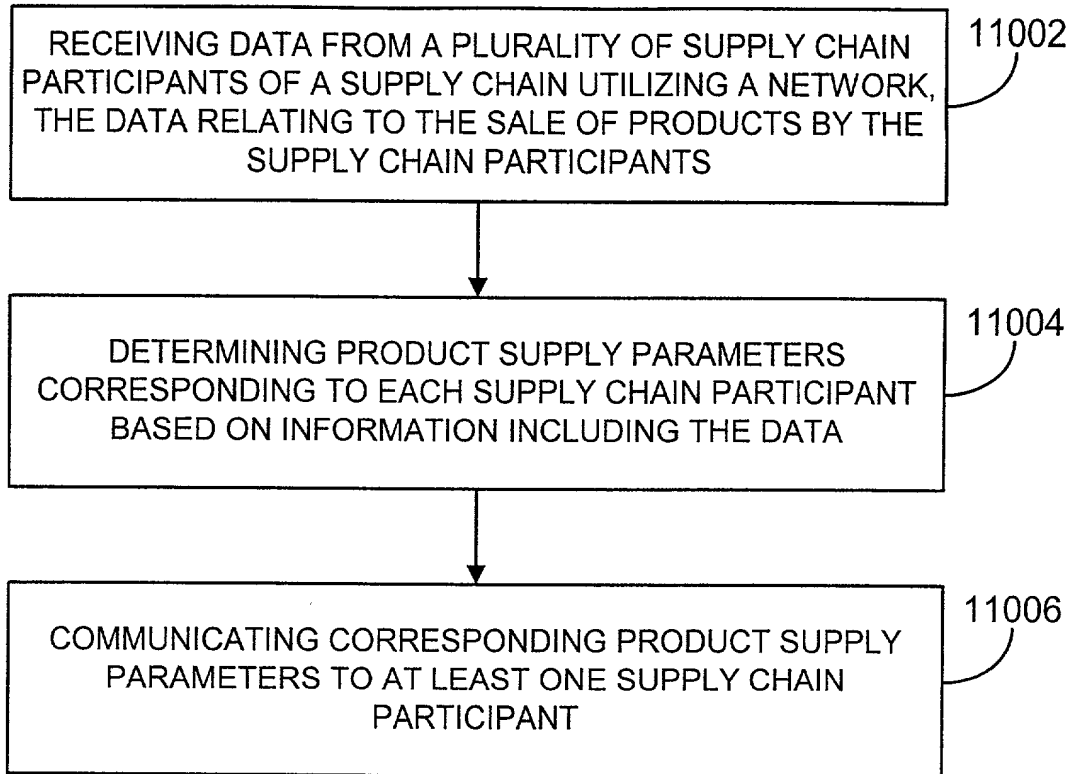 RECEIVING DATA FROM A PLURALITY OF SUPPLY CHAIN
PARTICIPANTS OF A SUPPLY CHAIN UTILIZING A NETWORK,
THE DATA RELATING TO THE SALE OF PRODUCTS BY THE
SUPPLY CHAIN PARTICIPANTS
11002
DETERMINING PRODUCT SUPPLY PARAMETERS
CORRESPONDING TO EACH SUPPLY CHAIN PARTICIPANT
BASED ON INFORMATION INCLUDING THE DATA
11004
COMMUNICATING CORRESPONDING PRODUCT SUPPLY
PARAMETERS TO AT LEAST ONE SUPPLY CHAIN
PARTICIPANT
11006